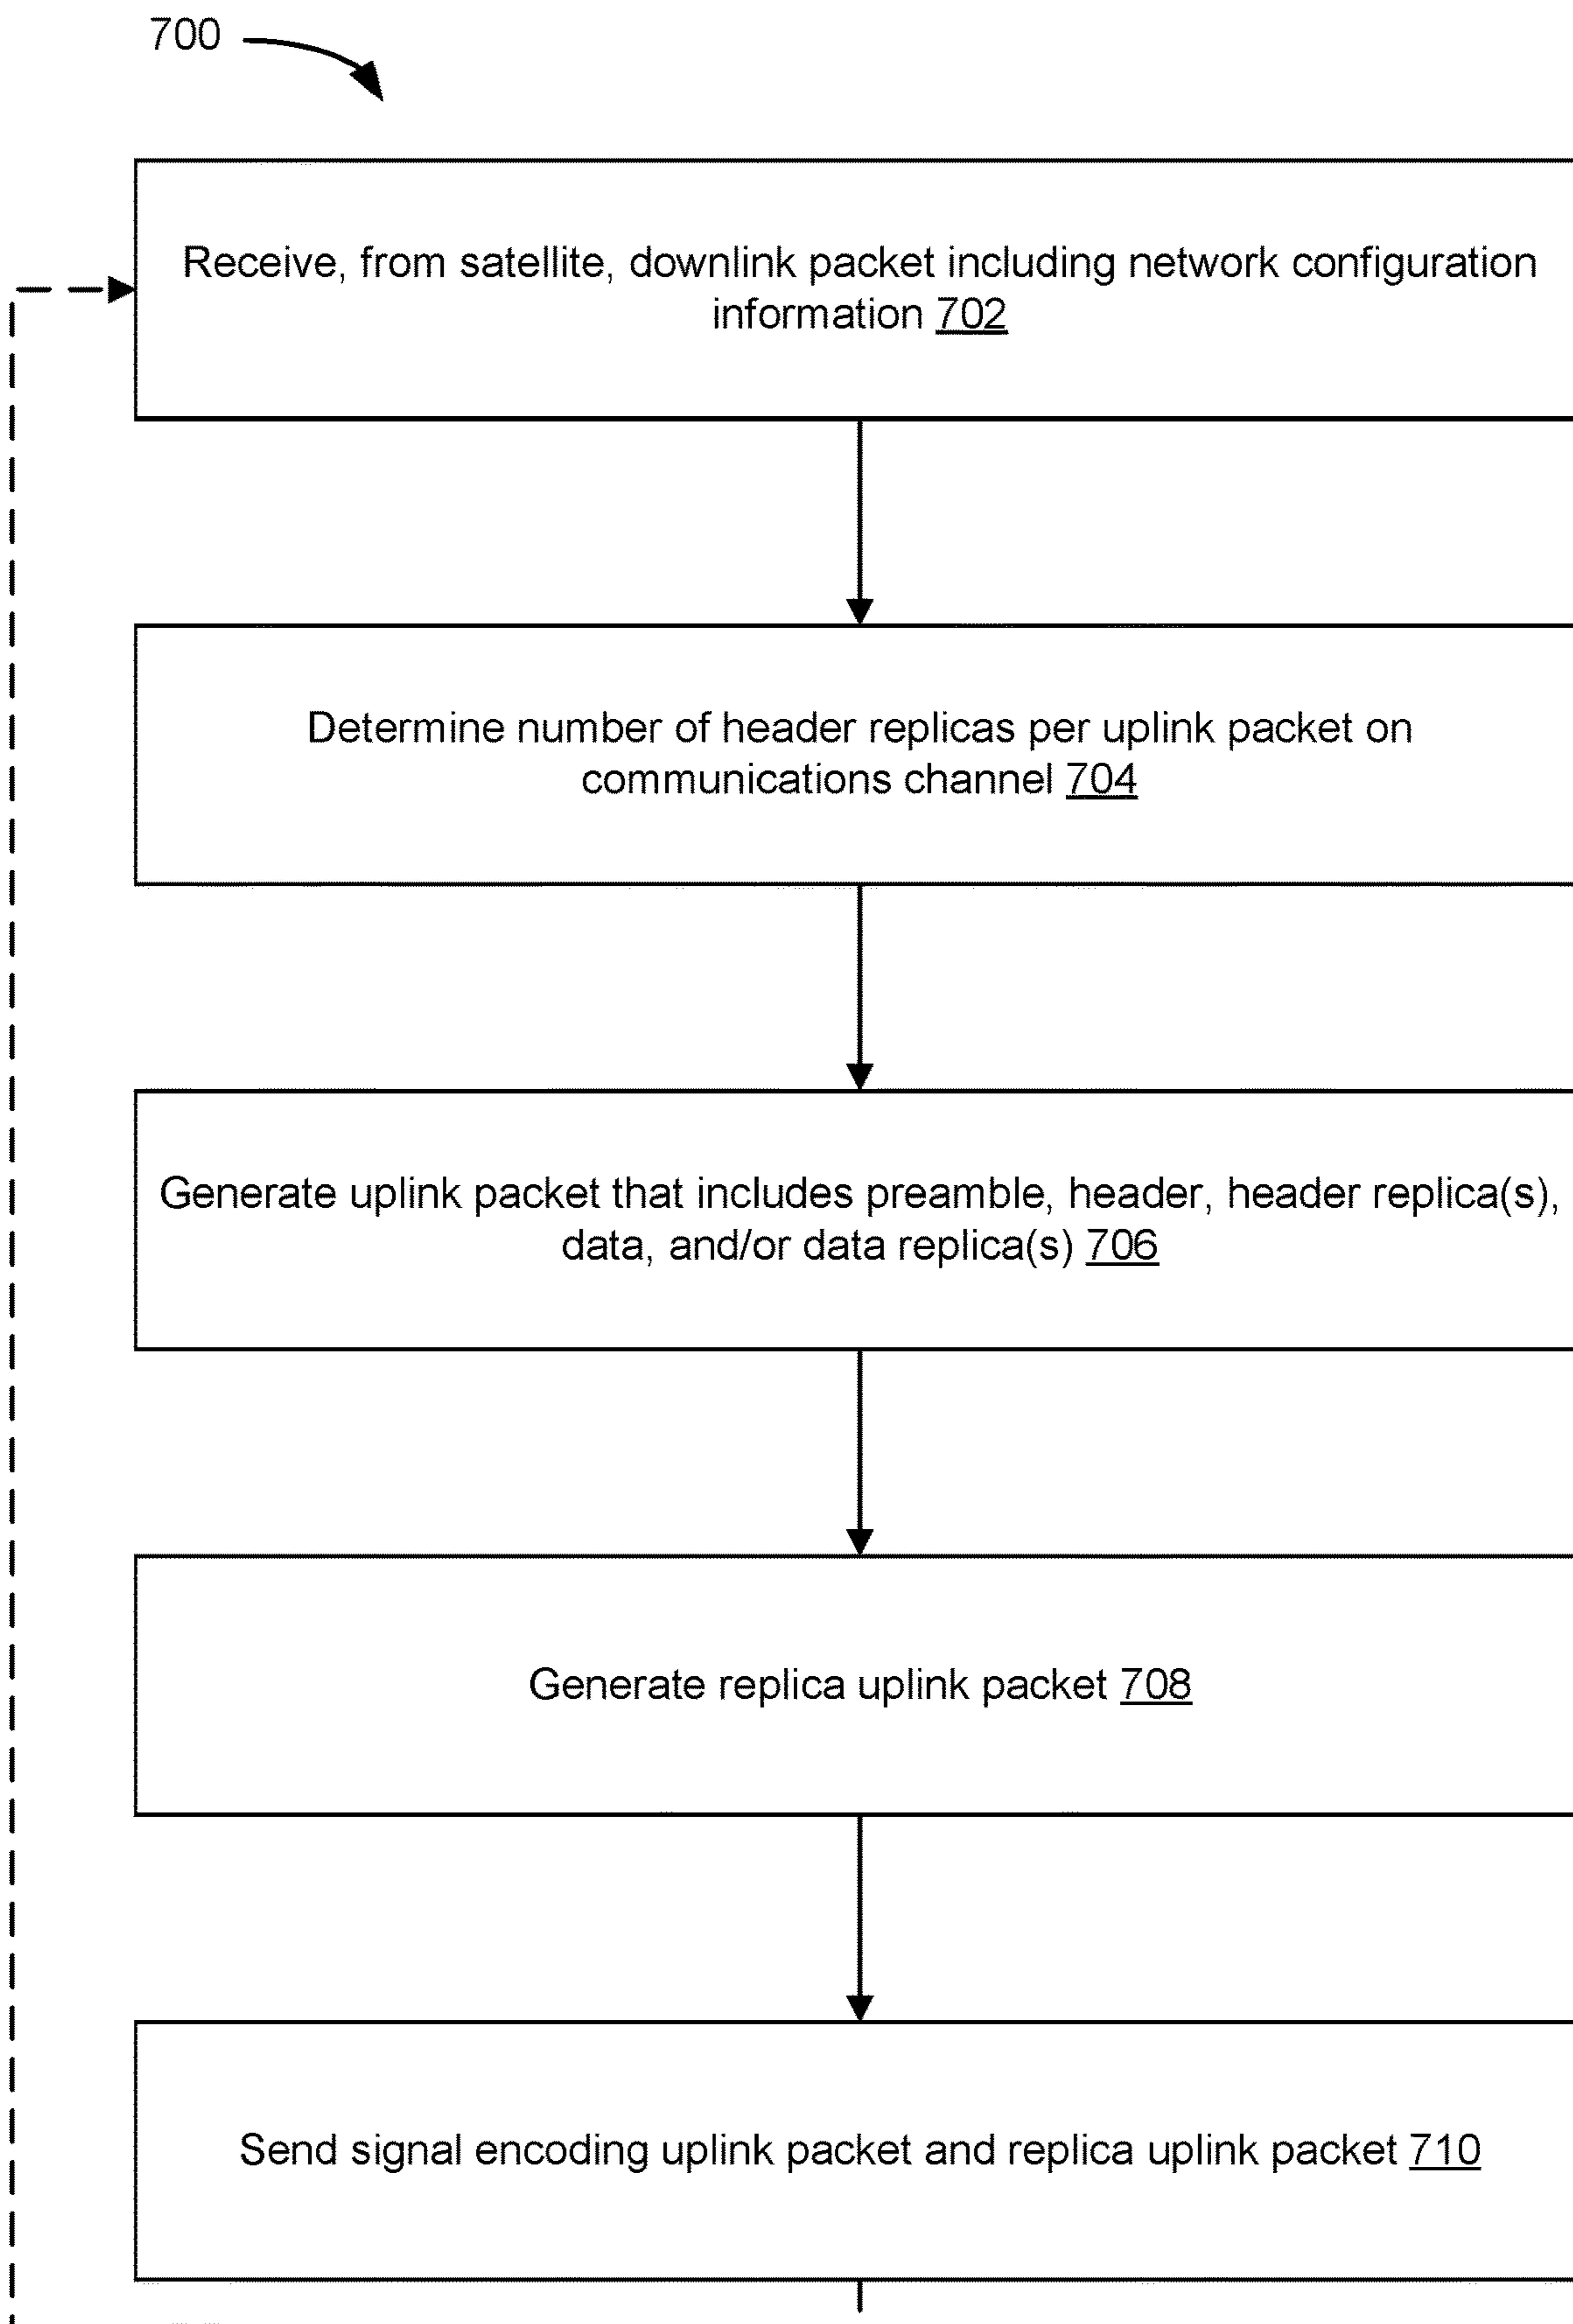 700
Receive, from satellite, downlink packet including network configuration
information 702
Determine number of header replicas per uplink packet on
communications channel 704
Generate uplink packet that includes preamble, header, header replica(s),
data, and/or data replica(s) 706
Generate replica uplink packet 708
Send signal encoding uplink packet and replica uplink packet 710